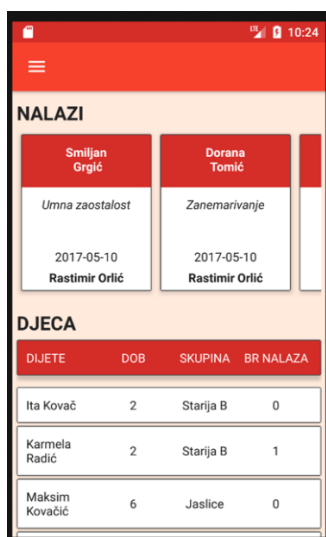 LTE 10:24
NALAZI
Smiljan
Grgić
Dorana
Tomić
Umna zaostalost
Zanemarivanje
2017-05-10
2017-05-10
Rastimir Orlić
Rastimir Orlić
DJECA
DIJETE DOB SKUPINA BR NALAZA
Ita Kovač 2 Starija B 0
Karmela
Radić 2 Starija B 1
Maksim
Kovačić 6 Jaslice 0